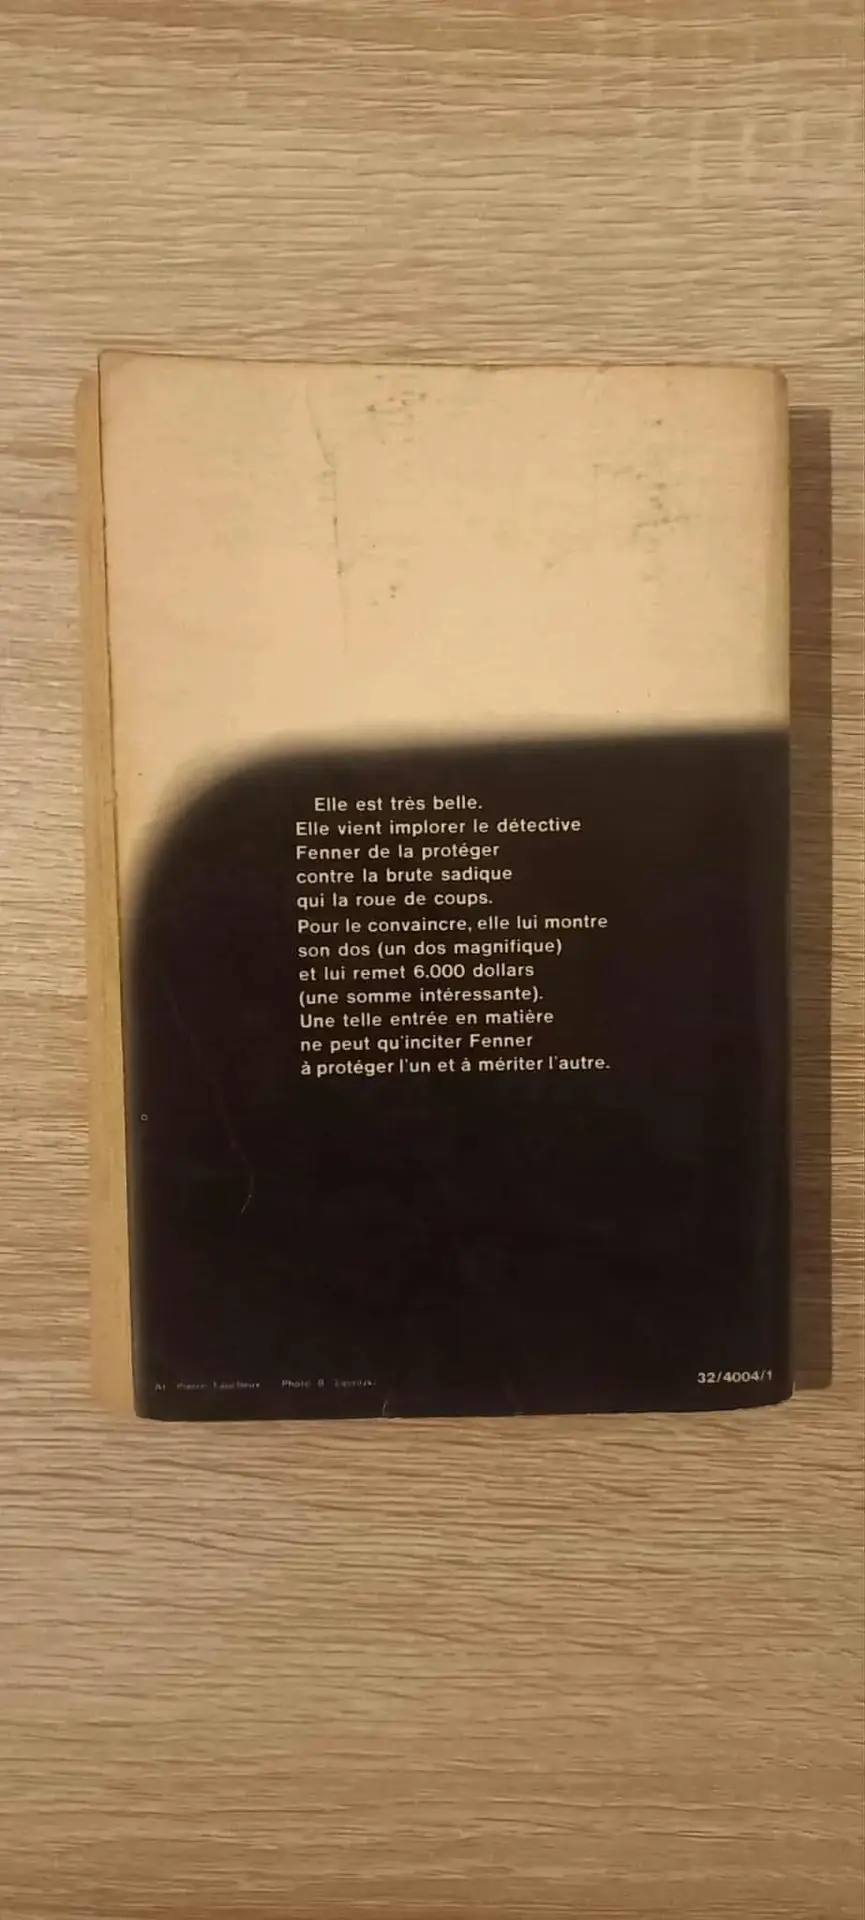 Elle est très belle.
Elle vient implorer le détective
Fenner de la protéger
contre la brute sadique
qui la roue de coups.
Pour le convaincre, elle lui montre
son dos (un dos magnifique)
et lui remet 6.000 dollars
(une somme intéressante).
Une telle entrée en matière
ne peut qu'inciter Fenner
à protéger l'un et à mériter l'autre.
Photo
32/4004/1